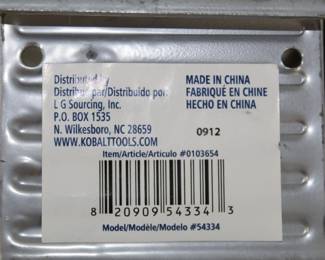 Distributed by
Distribué par/Distribuido por:
L G Sourcing, Inc.
P.O. BOX 1535
N. Wilkesboro, NC 28659
WWW.KOBALTTOOLS.COM
MADE IN CHINA
FABRIQUÉ EN CHINE
HECHO EN CHINA
0912
Item/Article/Artículo #0103654
8 20909 54334 3
Model/Modèle/Modelo #54334